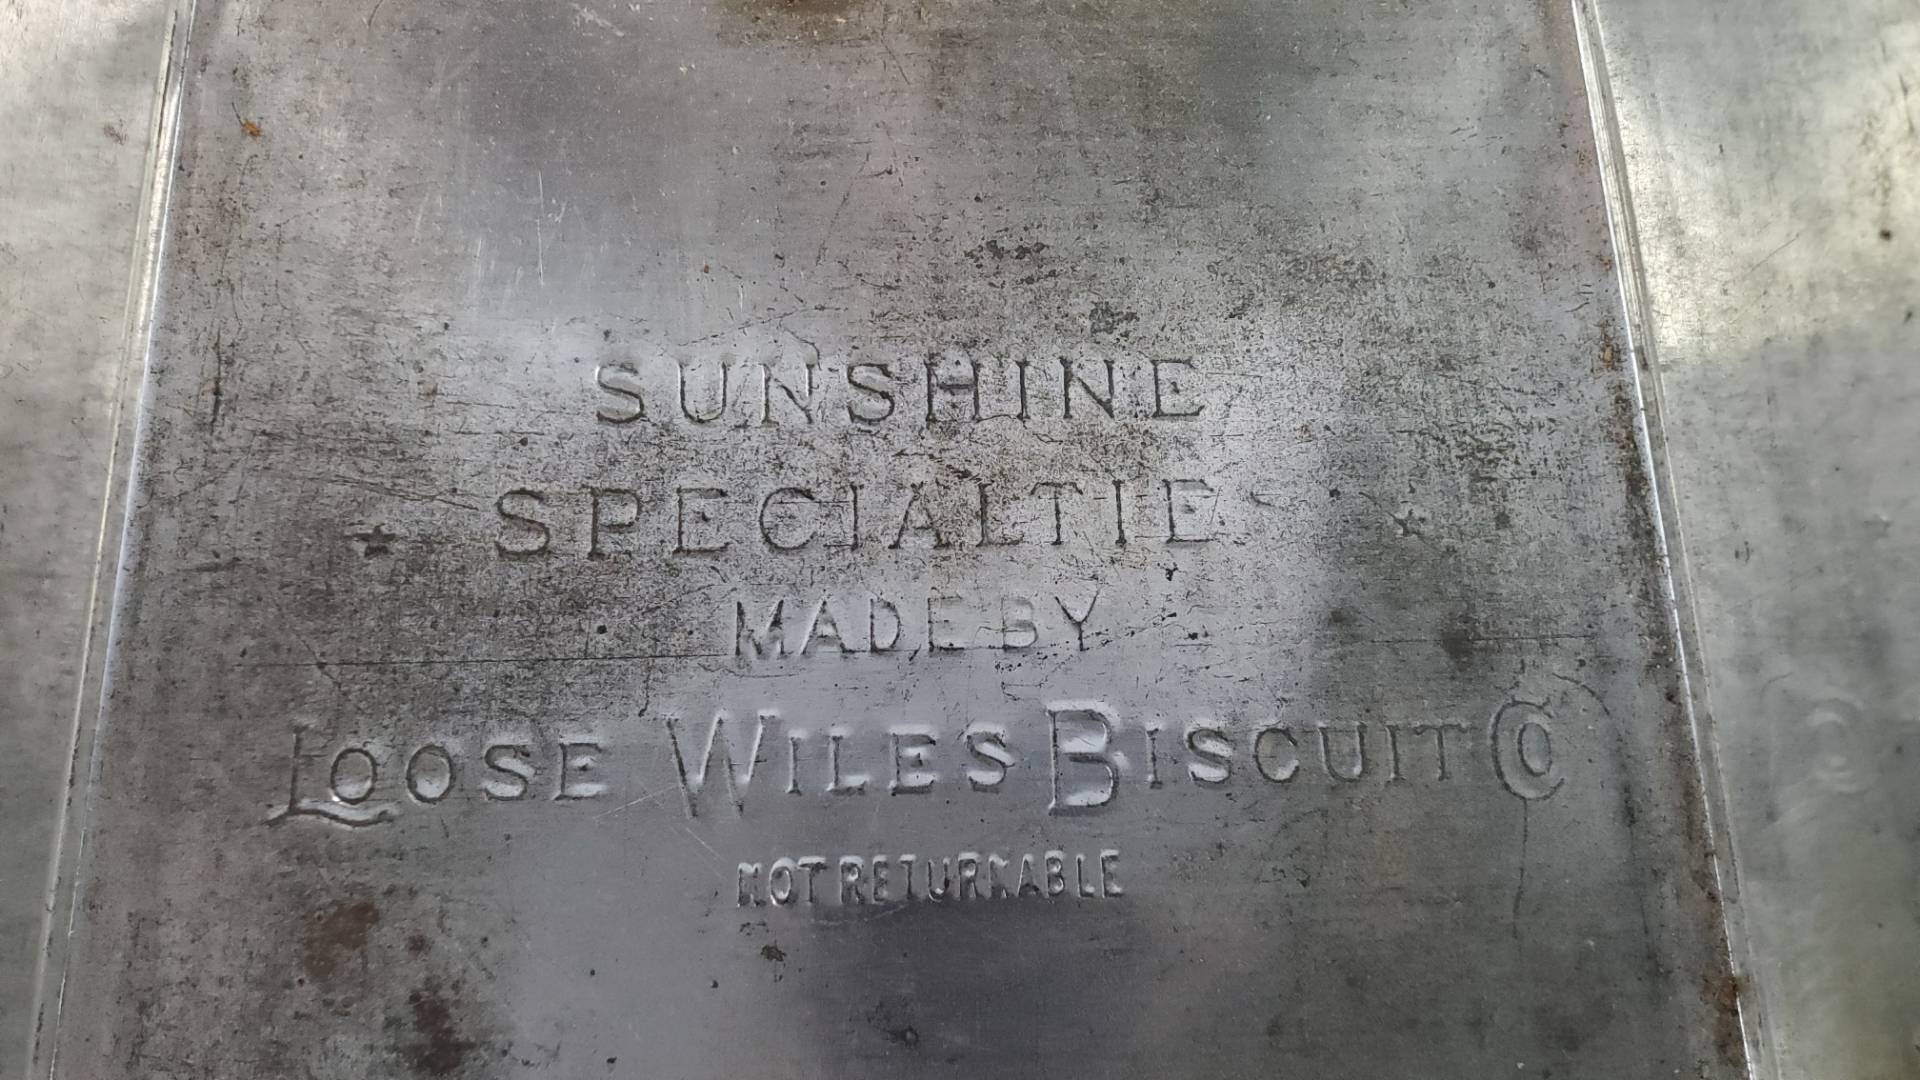 SUNSHINE
★ SPECIALTIES ★
MADE BY
LOOSE WILES BISCUIT CO
NOT RETURNABLE